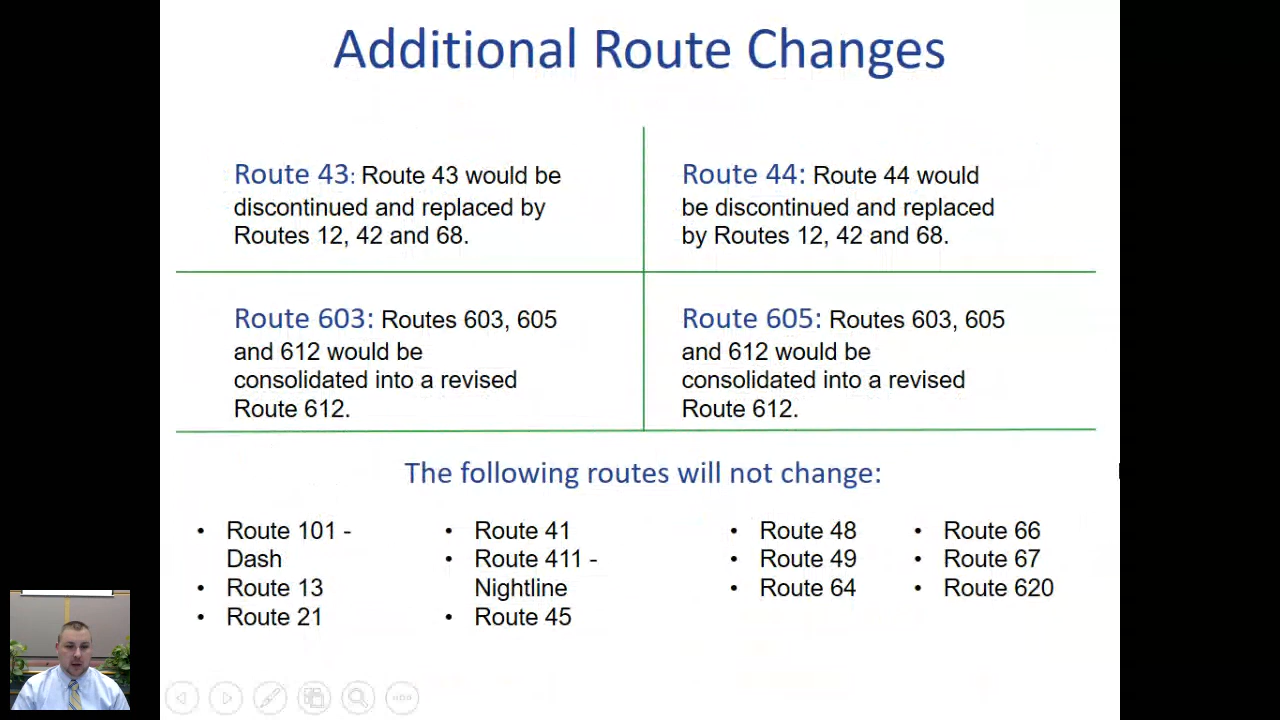 Additional Route Changes
Route 43: Route 43 would be
discontinued and replaced by
Routes 12, 42 and 68.
Route 44: Route 44 would
be discontinued and replaced
by Routes 12, 42 and 68.
Route 603: Routes 603, 605
and 612 would be
consolidated into a revised
Route 612.
Route 605: Routes 603, 605
and 612 would be
consolidated into a revised
Route 612.
The following routes will not change:
• Route 101 -
Dash
• Route 13
• Route 21
• Route 41
• Route 411 -
Nightline
• Route 45
• Route 48
• Route 49
• Route 64
• Route 66
• Route 67
• Route 620